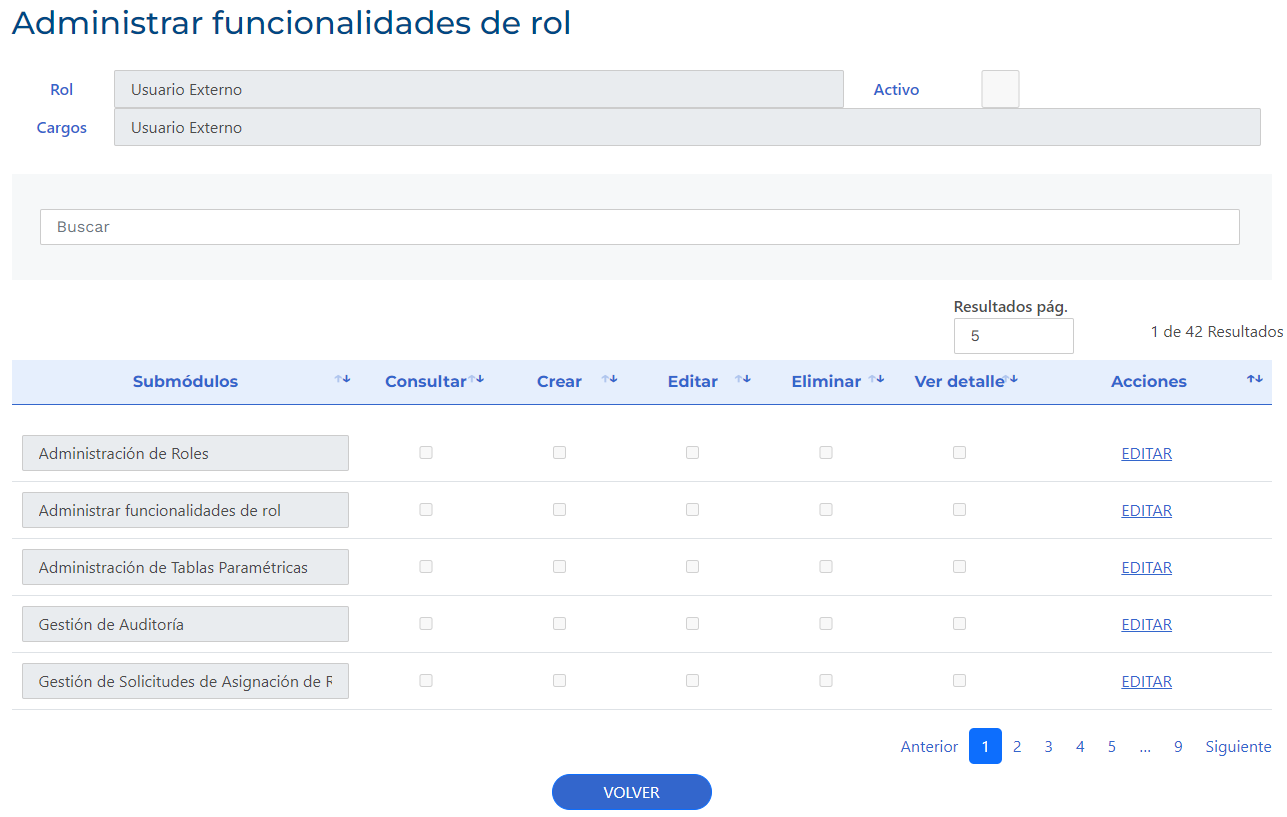 Administrar funcionalidades de rol
Rol Usuario Externo Activo
Cargos Usuario Externo
Buscar
Resultados pág.
5 1 de 42 Resultados
Submódulos Consultar Crear Editar Eliminar Ver detalle Acciones
Administración de Roles EDITAR
Administrar funcionalidades de rol EDITAR
Administración de Tablas Paramétricas EDITAR
Gestión de Auditoría EDITAR
Gestión de Solicitudes de Asignación de R EDITAR
Anterior 1 2 3 4 5 ... 9 Siguiente
VOLVER